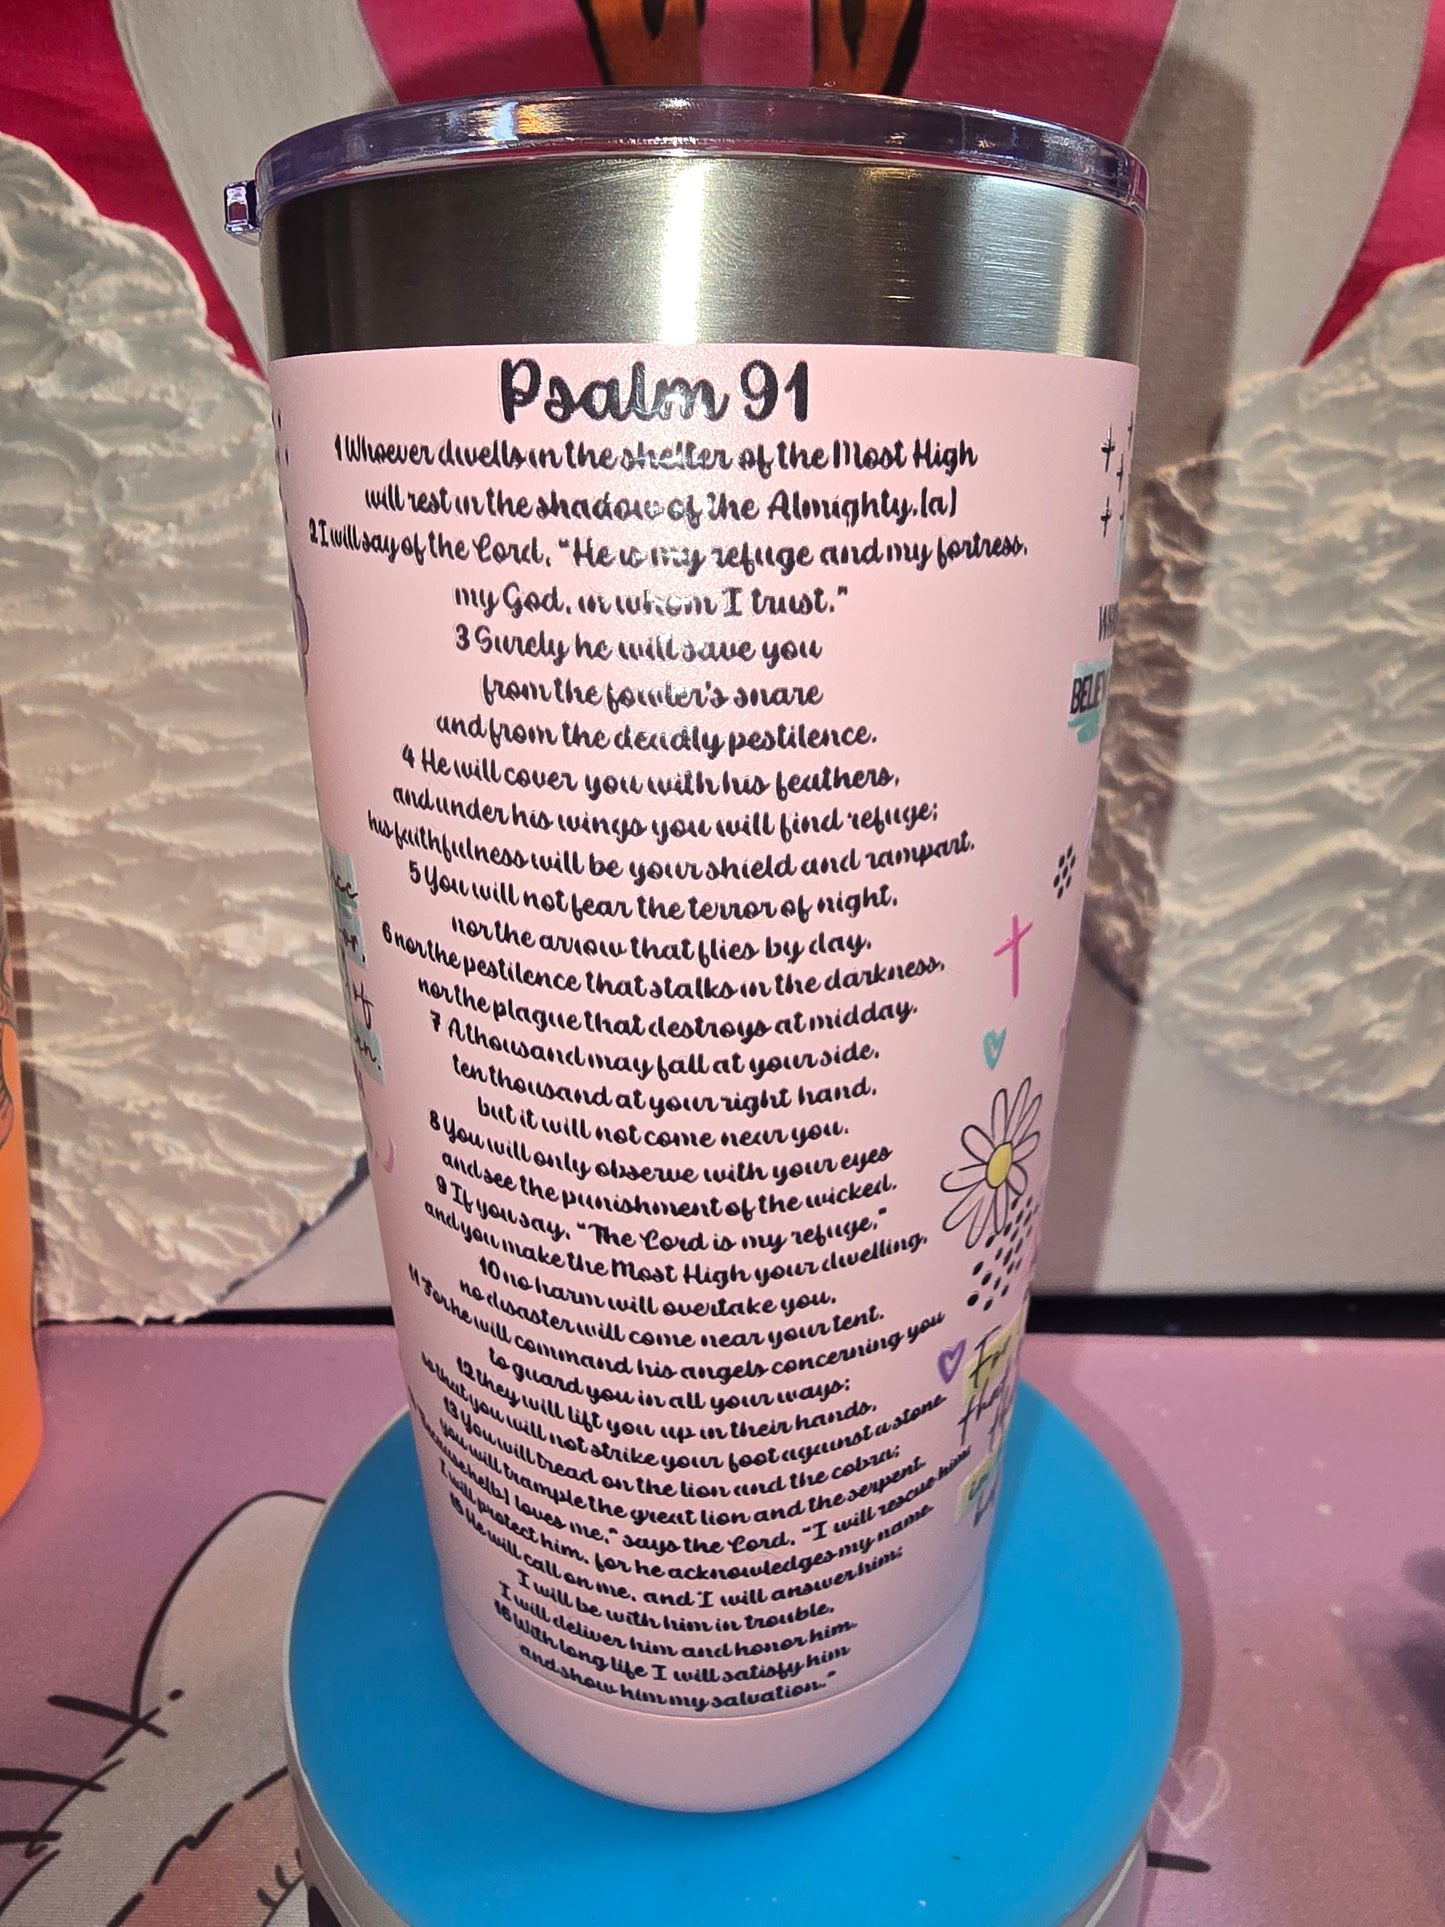 Psalm 91
1 Whoever dwells in the shelter of the Most High
will rest in the shadow of the Almighty.[a]
2 I will say of the Lord, "He is my refuge and my fortress,
my God, in whom I trust."
3 Surely he will save you
from the fowler's snare
and from the deadly pestilence.
4 He will cover you with his feathers,
and under his wings you will find refuge;
his faithfulness will be your shield and rampart.
5 You will not fear the terror of night,
nor the arrow that flies by day,
6 nor the pestilence that stalks in the darkness,
nor the plague that destroys at midday.
7 A thousand may fall at your side,
ten thousand at your right hand,
but it will not come near you.
8 You will only observe with your eyes
and see the punishment of the wicked.
9 If you say, "The Lord is my refuge,"
and you make the Most High your dwelling,
10 no harm will overtake you,
no disaster will come near your tent.
11 For he will command his angels concerning you
to guard you in all your ways;
12 they will lift you up in their hands,
so that you will not strike your foot against a stone.
13 You will tread on the lion and the cobra;
you will trample the great lion and the serpent.
"Because he[b] loves me," says the Lord, "I will rescue him;
I will protect him, for he acknowledges my name.
15 He will call on me, and I will answer him;
I will be with him in trouble,
I will deliver him and honor him.
16 With long life I will satisfy him
and show him my salvation."
BELEV
For